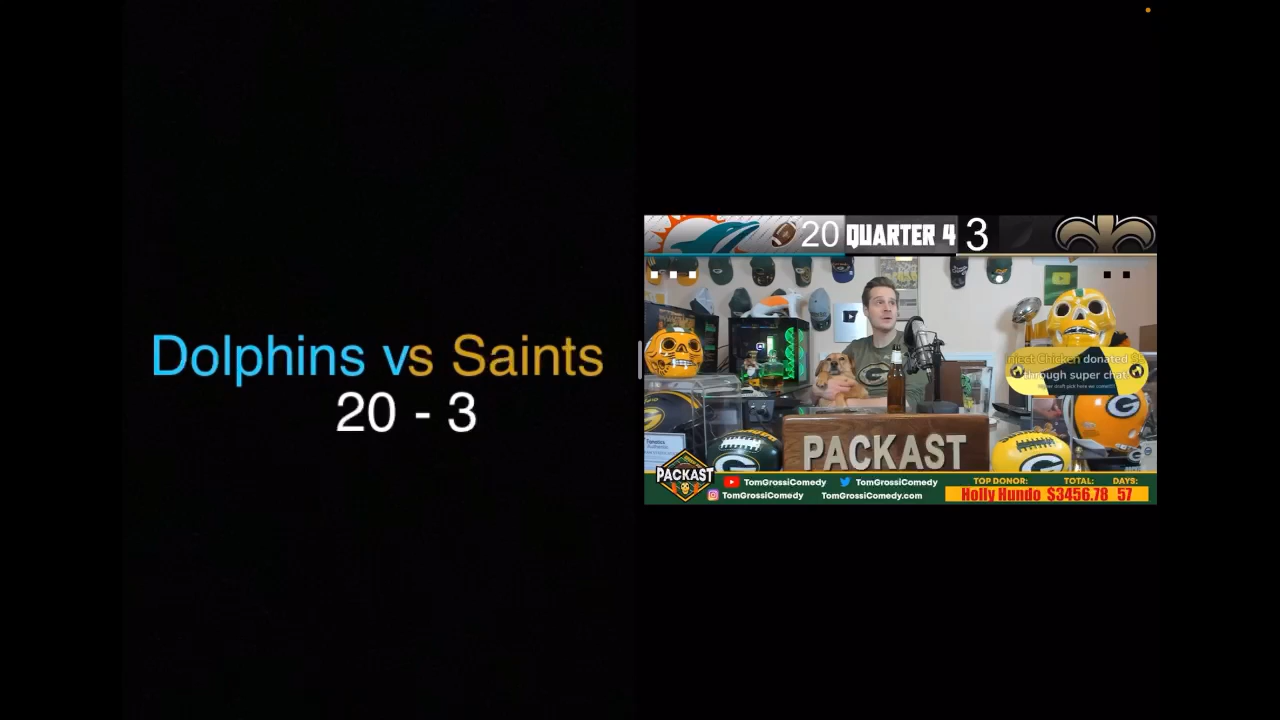 Dolphins vs Saints
20 - 3
20 QUARTER 4 3
donated
through super chat!
PACKAST
PACKAST
TomGrossiComedy TomGrossiComedy
TomGrossiComedy TomGrossiComedy.com
TOP DONOR: TOTAL: DAYS:
Holly Hundo $3456.78 57